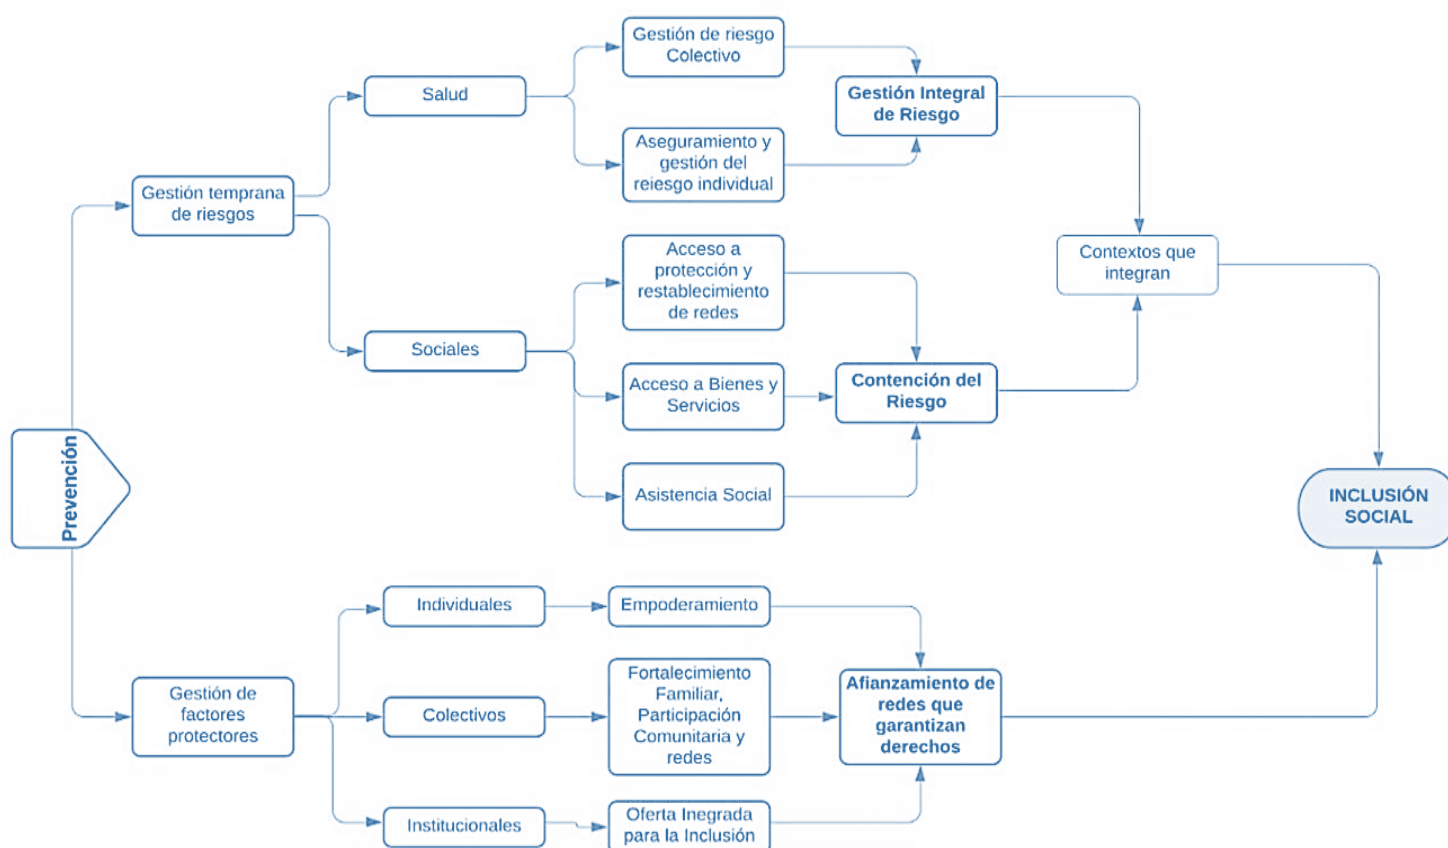 Prevención
Gestión temprana
de riesgos
Salud
Gestión de riesgo
Colectivo
Aseguramiento y
gestión del
reiesgo individual
Gestión Integral
de Riesgo
Sociales
Acceso a
protección y
restablecimiento
de redes
Acceso a Bienes y
Servicios
Asistencia Social
Contención del
Riesgo
Contextos que
integran
INCLUSIÓN
SOCIAL
Gestión de
factores
protectores
Individuales
Empoderamiento
Colectivos
Fortalecimiento
Familiar,
Participación
Comunitaria y
redes
Institucionales
Oferta Inegrada
para la Inclusión
Afianzamiento de
redes que
garantizan
derechos